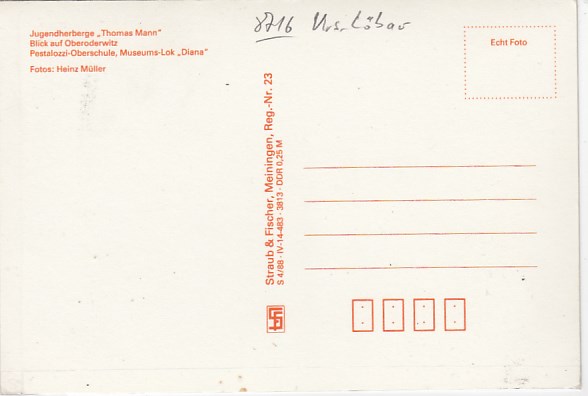 8716 Krs. Löbau
Jugendherberge „Thomas Mann"
Blick auf Oberoderwitz
Pestalozzi-Oberschule, Museums-Lok „Diana"
Fotos: Heinz Müller
Echt Foto
Straub & Fischer, Meiningen, Reg.-Nr. 23
S 4/88 · IV-14-483 · 3813 · DDR 0,25 M